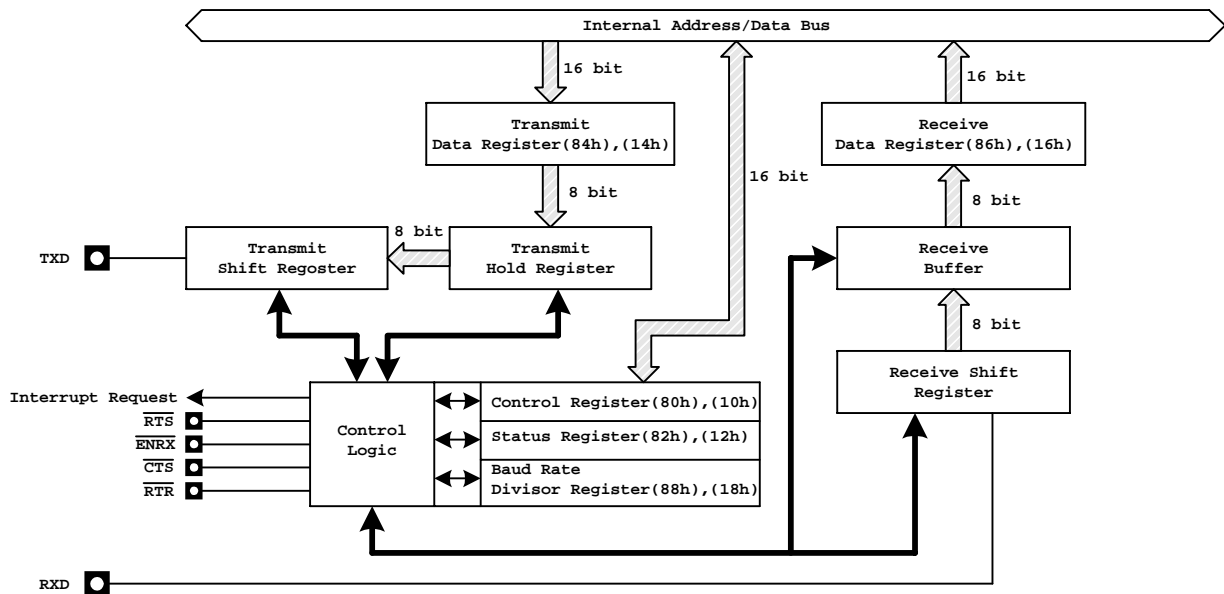 Internal Address/Data Bus
16 bit
16 bit
Transmit
Data Register(84h),(14h)
Receive
Data Register(86h),(16h)
16 bit
8 bit
8 bit
TXD
Transmit
Shift Regoster
8 bit
Transmit
Hold Register
Receive
Buffer
8 bit
Receive Shift
Register
Interrupt Request
RTS
ENRX
CTS
RTR
Control
Logic
Control Register(80h),(10h)
Status Register(82h),(12h)
Baud Rate
Divisor Register(88h),(18h)
RXD